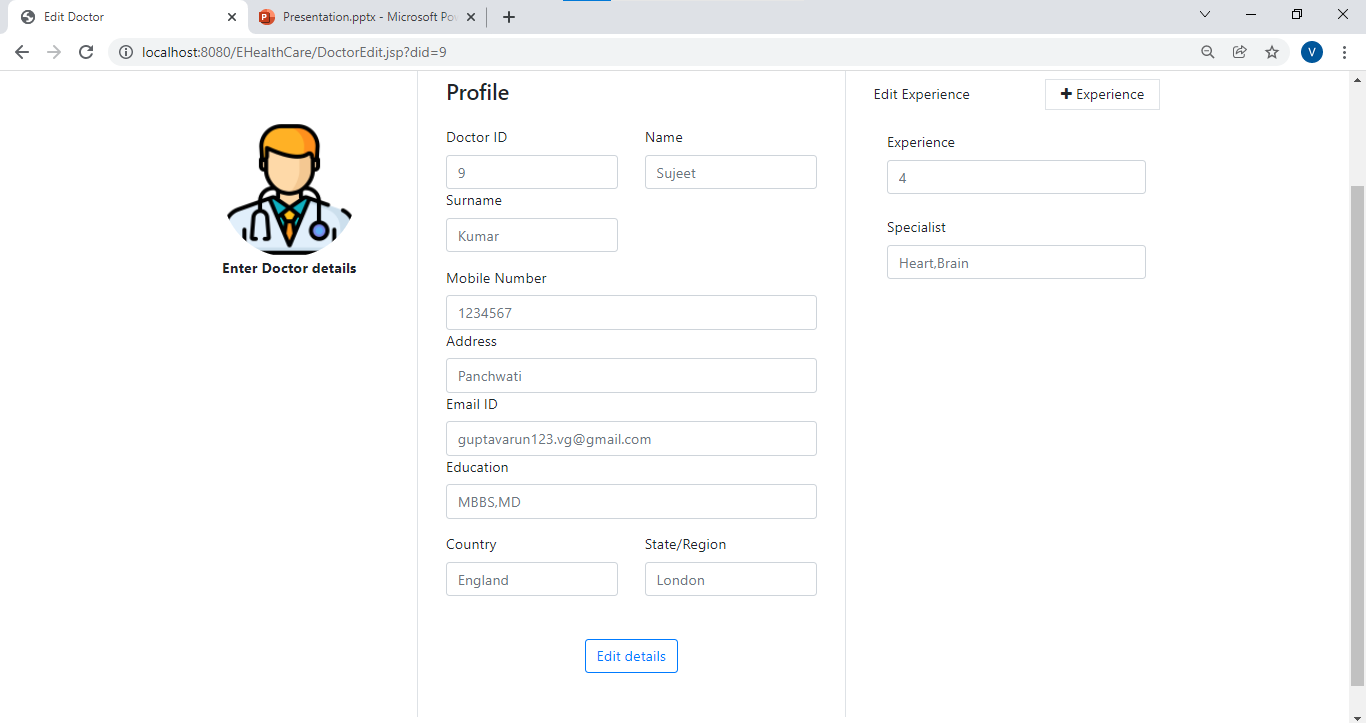 Edit Doctor
Presentation.pptx - Microsoft Po
localhost:8080/EHealthCare/DoctorEdit.jsp?did=9
V
Enter Doctor details
Profile
Doctor ID
Name
9
Sujeet
Surname
Kumar
Mobile Number
1234567
Address
Panchwati
Email ID
guptavarun123.vg@gmail.com
Education
MBBS,MD
Country
State/Region
England
London
Edit details
Edit Experience
+ Experience
Experience
4
Specialist
Heart,Brain